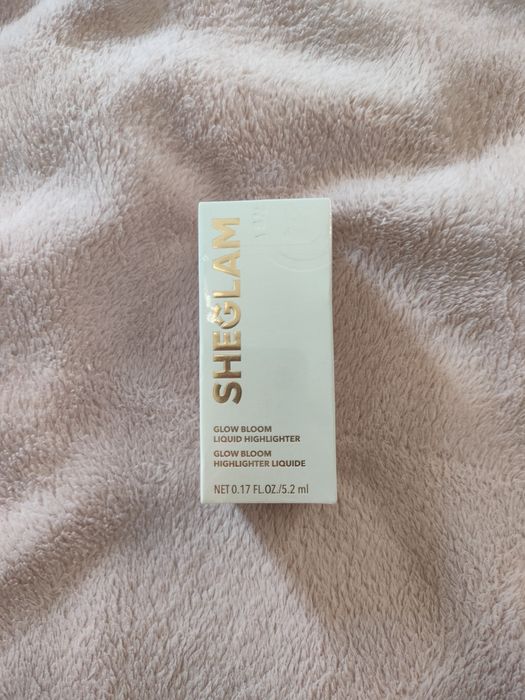 SHEGLAM
GLOW BLOOM
LIQUID HIGHLIGHTER
GLOW BLOOM
HIGHLIGHTER LIQUIDE
NET 0.17 FL.OZ./5.2 ml